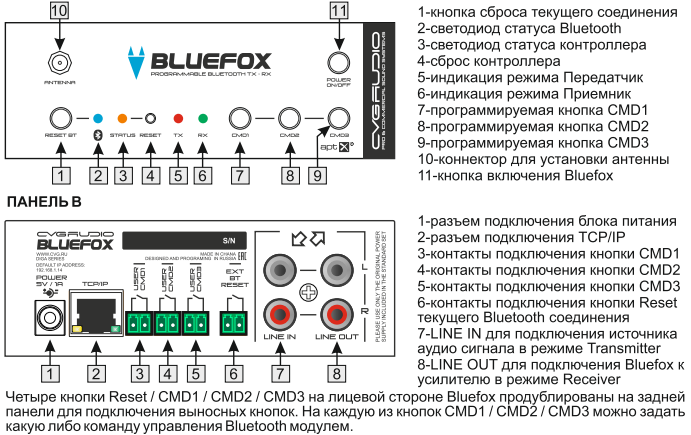 10
11
ANTENNA
BLUEFOX
PROGRAMMABLE BLUETOOTH TX - RX
POWER
ON/OFF
RESET BT
STATUS
RESET
TX
RX
CMD1
CMD2
CMD3
aptX
CVGAUDIO
PRO & COMMERCIAL SOUND SYSTEMS
1
2
3
4
5
6
7
8
9
1-кнопка сброса текущего соединения
2-светодиод статуса Bluetooth
3-светодиод статуса контроллера
4-сброс контроллера
5-индикация режима Передатчик
6-индикация режима Приемник
7-программируемая кнопка CMD1
8-программируемая кнопка CMD2
9-программируемая кнопка CMD3
10-коннектор для установки антенны
11-кнопка включения Bluefox
ПАНЕЛЬ B
CVGAUDIO
BLUEFOX
WWW.CVG.RU
DIGA SERIES
DEFAULT IP ADDRESS:
192.168.1.14
S/N
MADE IN CHINA
DESIGNED AND PROGRAMING IN RUSSIA
EAC
POWER
5V / 1A
TCP/IP
USER
CMD1
USER
CMD2
USER
CMD3
EXT
BT
RESET
L
R
LINE IN
LINE OUT
PLEASE USE ONLY THE ORIGINAL POWER
SUPPLY INCLUDED IN THE STANDARD SET
1
2
3
4
5
6
7
8
1-разъем подключения блока питания
2-разъем подключения TCP/IP
3-контакты подключения кнопки CMD1
4-контакты подключения кнопки CMD2
5-контакты подключения кнопки CMD3
6-контакты подключения кнопки Reset
текущего Bluetooth соединения
7-LINE IN для подключения источника
аудио сигнала в режиме Transmitter
8-LINE OUT для подключения Bluefox к
усилителю в режиме Receiver
Четыре кнопки Reset / CMD1 / CMD2 / CMD3 на лицевой стороне Bluefox продублированы на задней
панели для подключения выносных кнопок. На каждую из кнопок CMD1 / CMD2 / CMD3 можно задать
какую либо команду управления Bluetooth модулем.